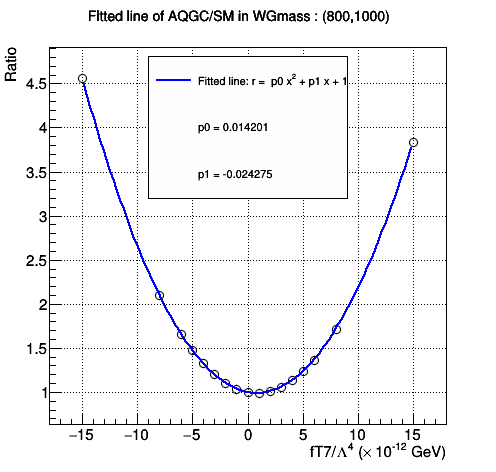 Fitted line of AQGC/SM in WGmass : (800,1000)
Ratio
Fitted line: r = p0 x² + p1 x + 1
p0 = 0.014201
p1 = -0.024275
4.5
4
3.5
3
2.5
2
1.5
1
−15 −10 −5 0 5 10 15
fT7/Λ⁴ (× 10⁻¹² GeV)